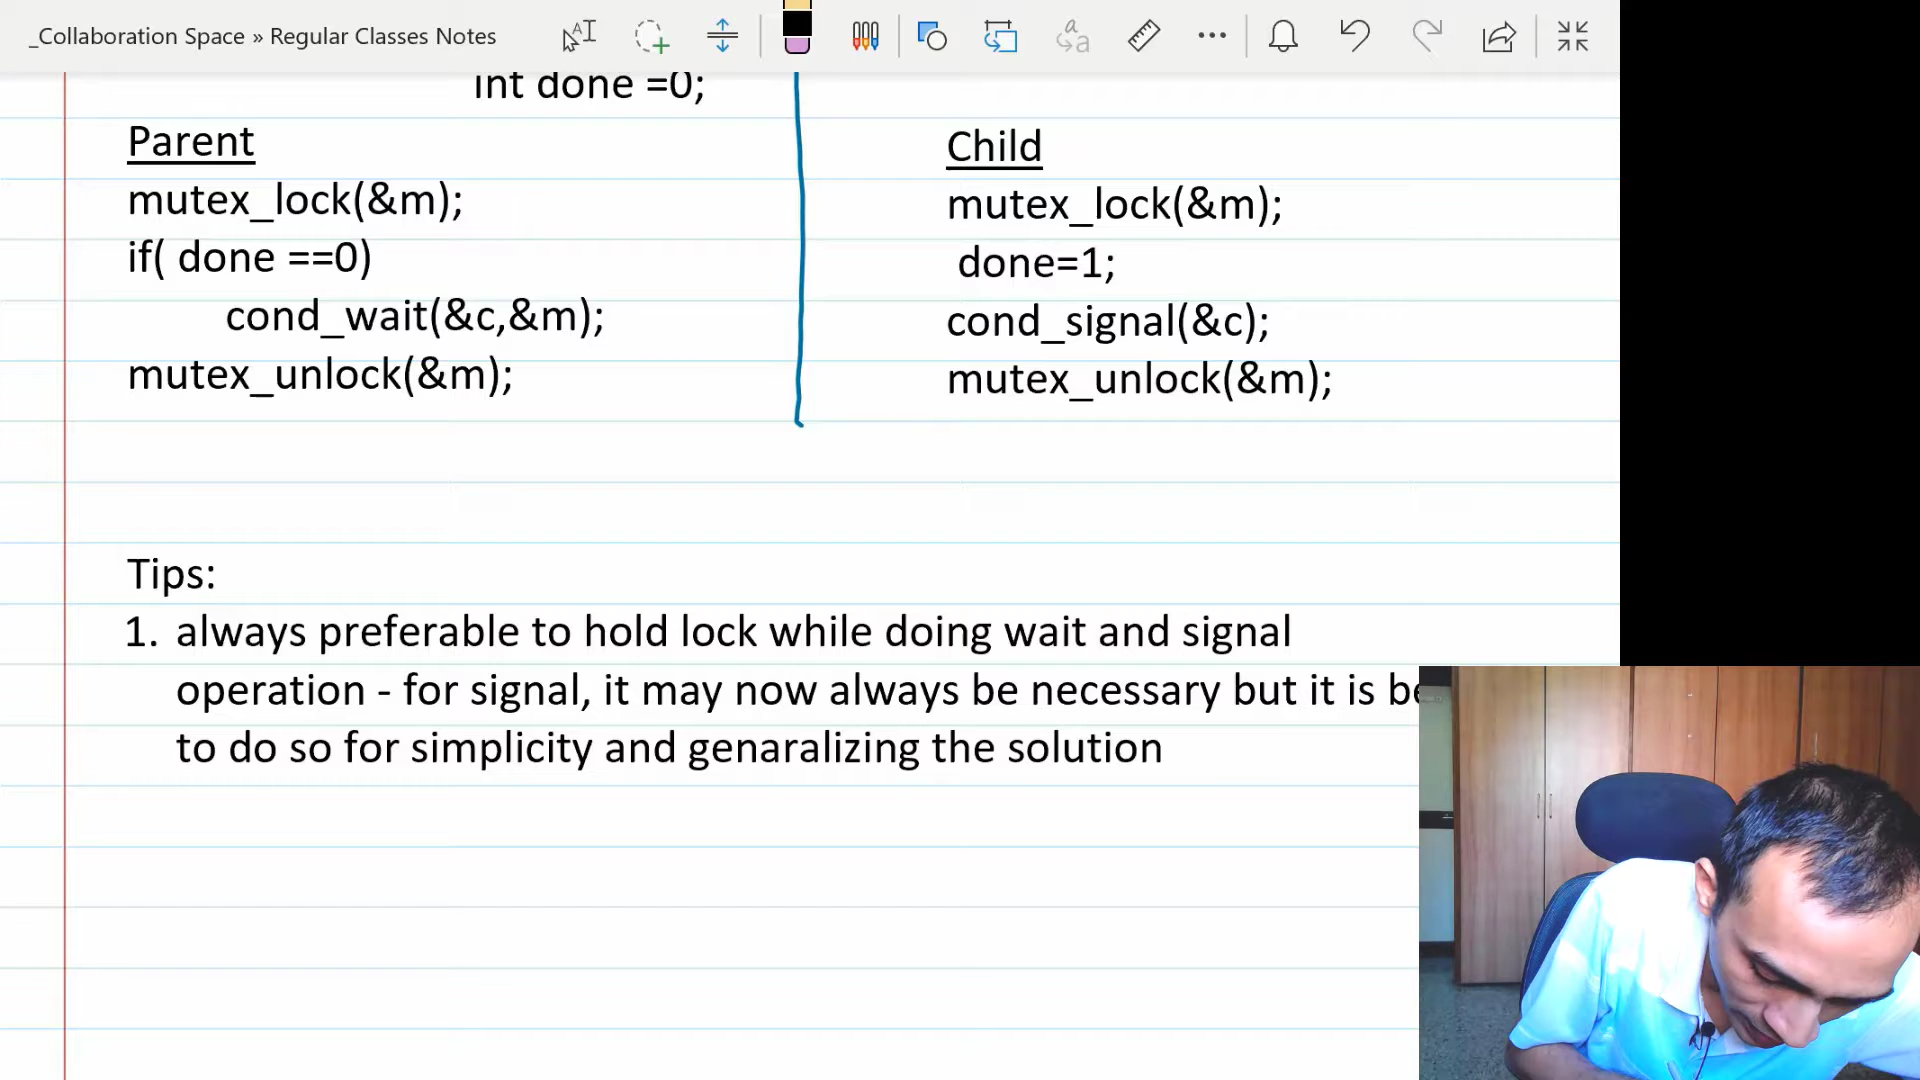 _Collaboration Space » Regular Classes Notes
int done =0;
Parent
mutex_lock(&m);
if( done ==0)
cond_wait(&c,&m);
mutex_unlock(&m);
Child
mutex_lock(&m);
done=1;
cond_signal(&c);
mutex_unlock(&m);
Tips:
1. always preferable to hold lock while doing wait and signal
operation - for signal, it may now always be necessary but it is
to do so for simplicity and genaralizing the solution